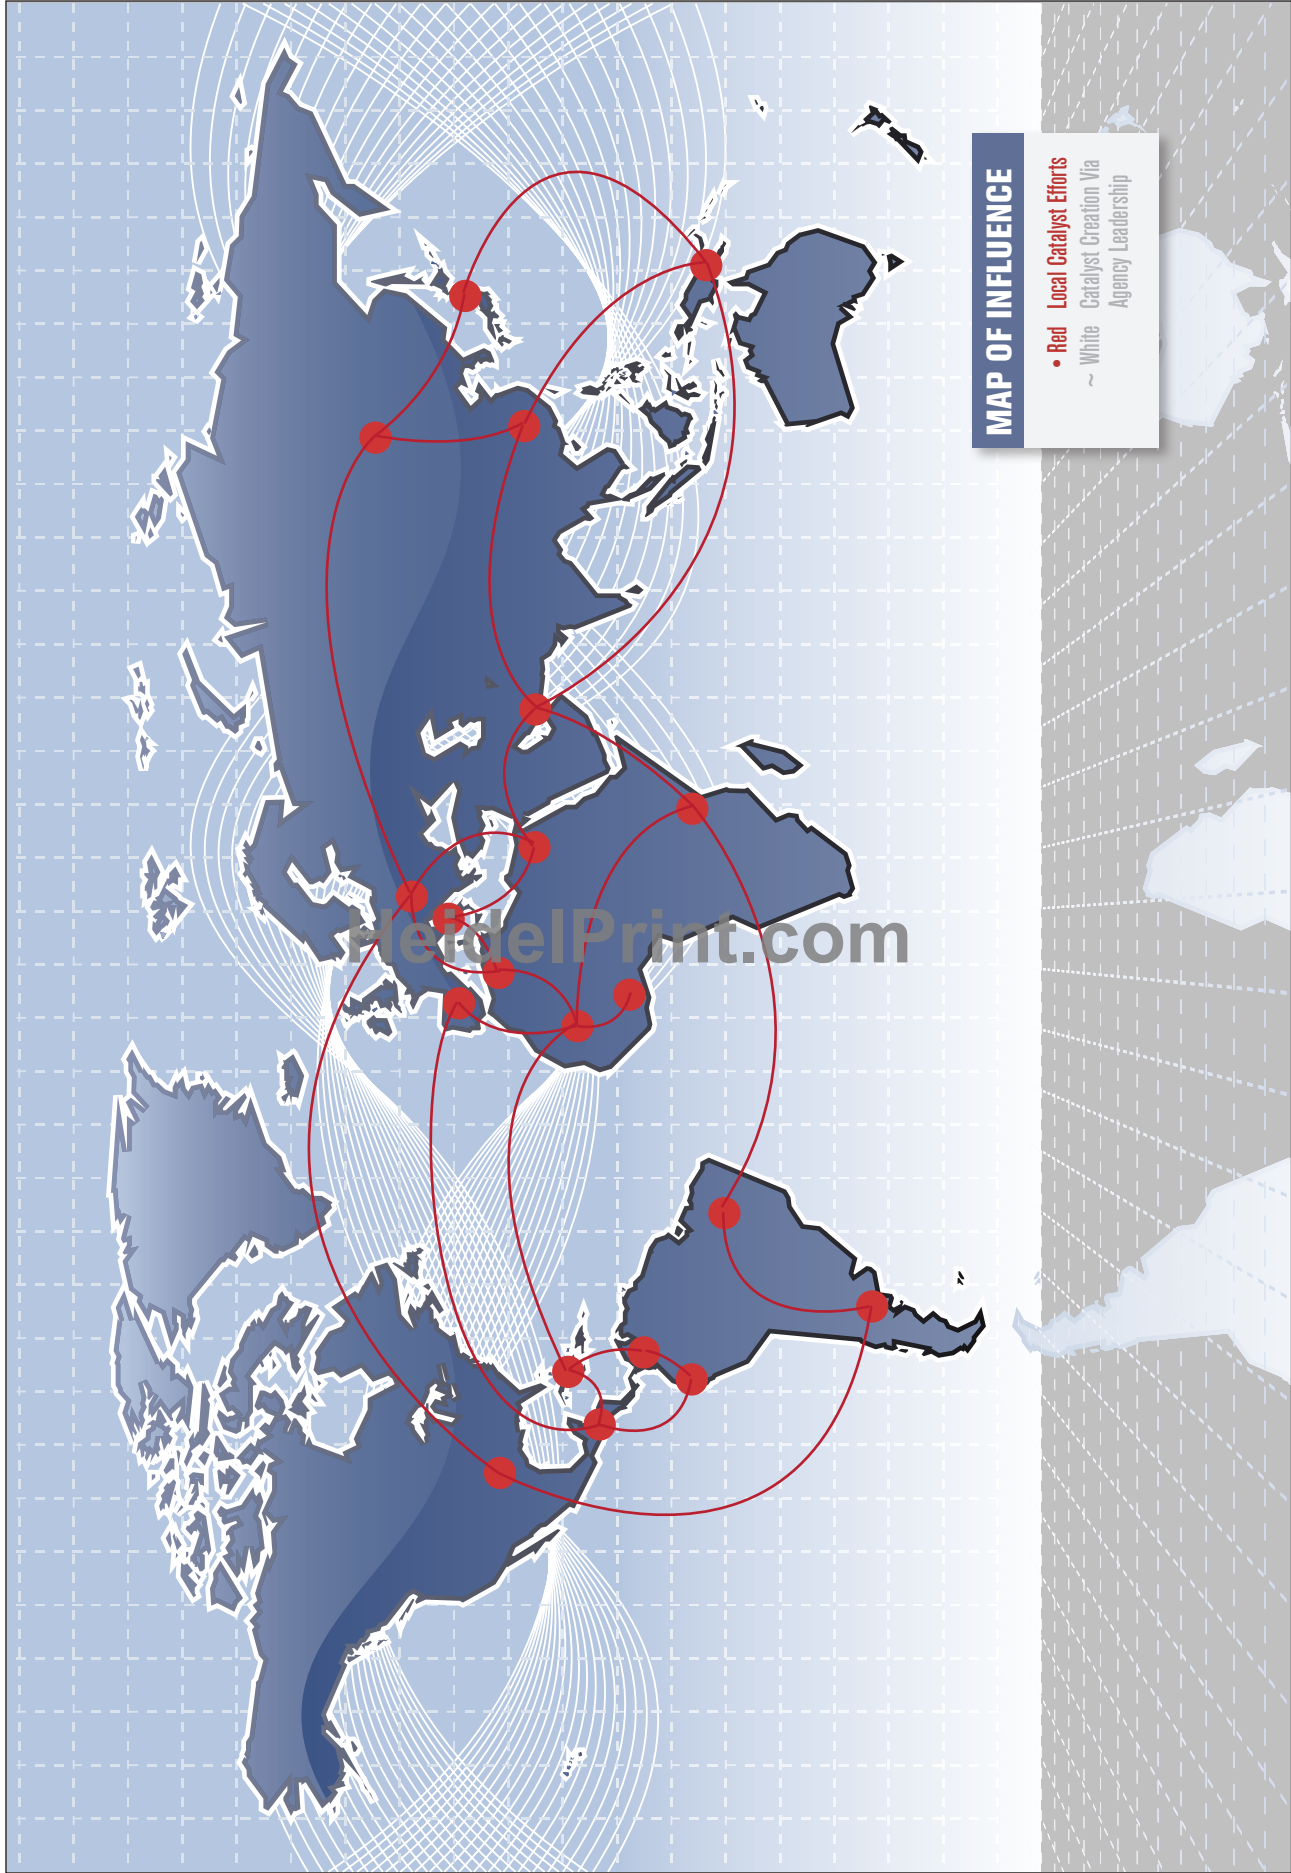 MAP OF INFLUENCE
• Red Local Catalyst Efforts
~ White Catalyst Creation Via
Agency Leadership
HeidelPrint.com